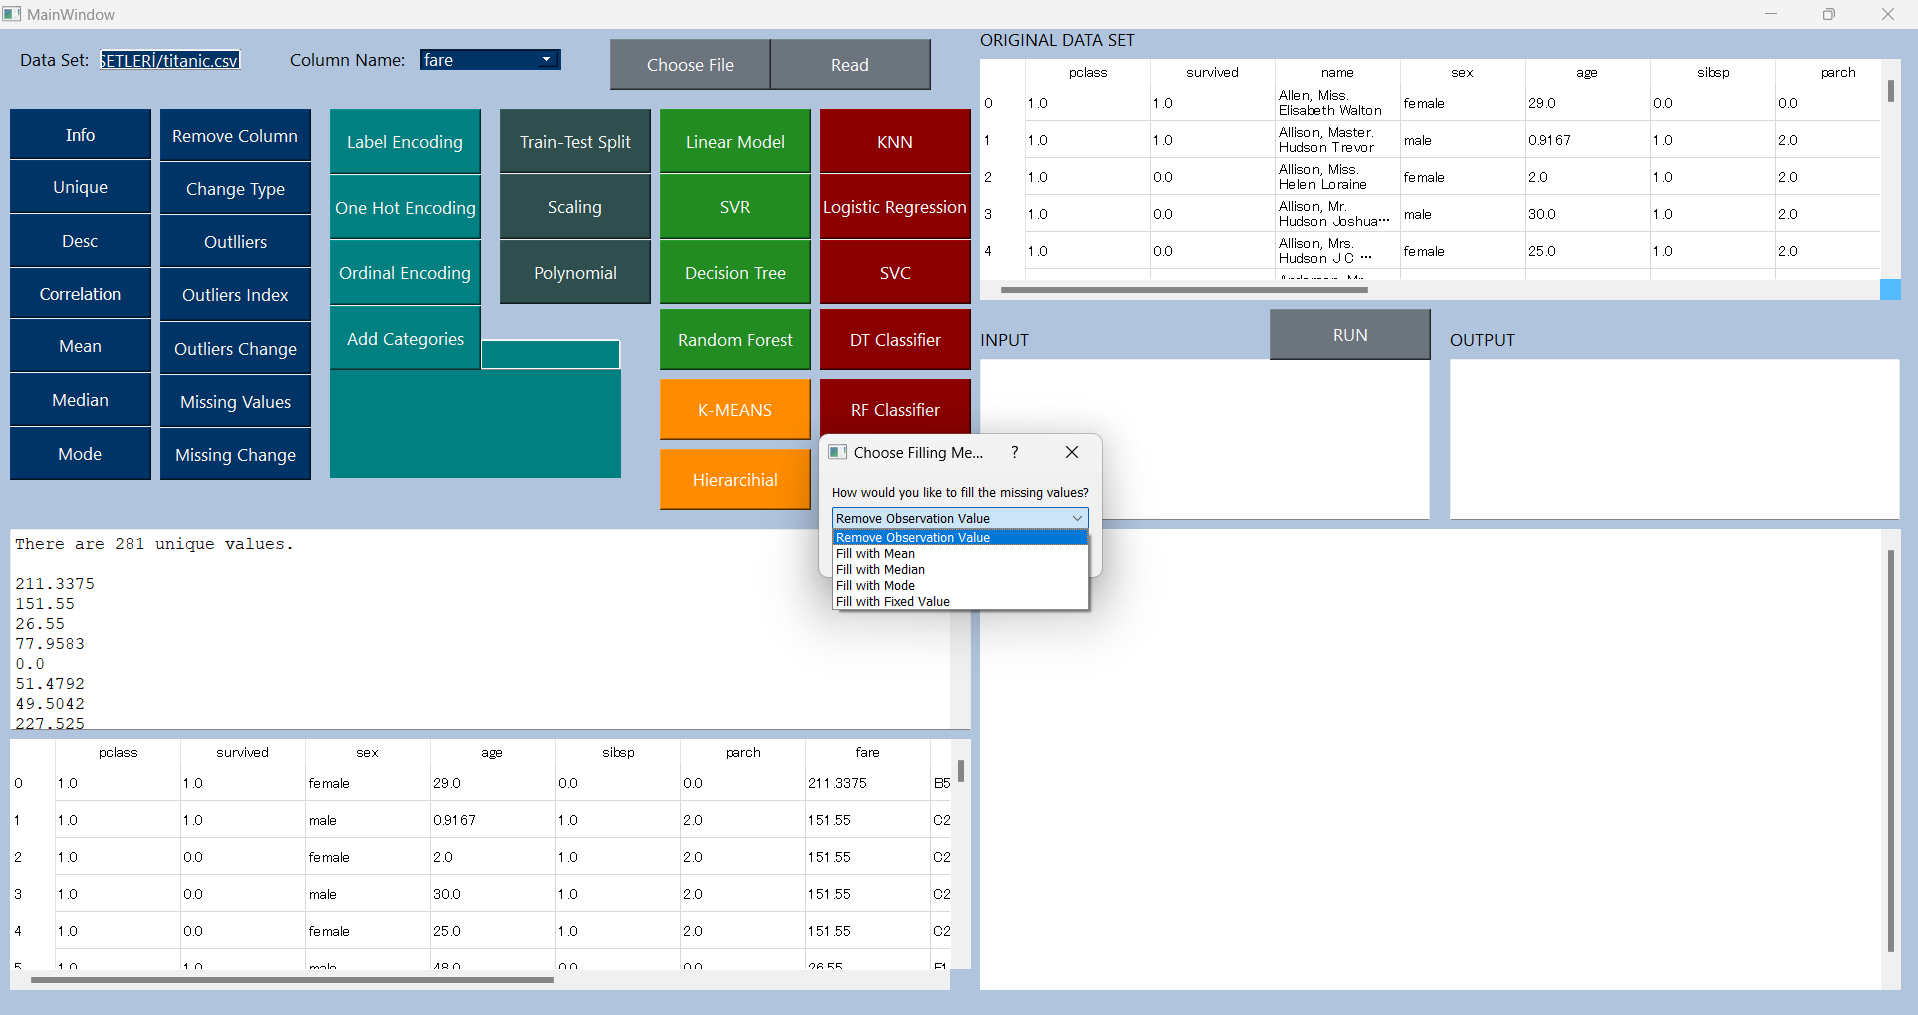 MainWindow
Data Set: SETLERİ/titanic.csv Column Name: fare Choose File Read
Info Remove Column Label Encoding Train-Test Split Linear Model KNN
Unique Change Type One Hot Encoding Scaling SVR Logistic Regression
Desc Outlliers Ordinal Encoding Polynomial Decision Tree SVC
Correlation Outliers Index Add Categories Random Forest DT Classifier
Mean Outliers Change K-MEANS RF Classifier
Median Missing Values Hierarcihial
Mode Missing Change
ORIGINAL DATA SET
pclass survived name sex age sibsp parch
0 1.0 1.0 Allen, Miss. Elisabeth Walton female 29.0 0.0 0.0
1 1.0 1.0 Allison, Master. Hudson Trevor male 0.9167 1.0 2.0
2 1.0 0.0 Allison, Miss. Helen Loraine female 2.0 1.0 2.0
3 1.0 0.0 Allison, Mr. Hudson Joshua… male 30.0 1.0 2.0
4 1.0 0.0 Allison, Mrs. Hudson J C … female 25.0 1.0 2.0
INPUT RUN OUTPUT
Choose Filling Me... ?
How would you like to fill the missing values?
Remove Observation Value
Remove Observation Value
Fill with Mean
Fill with Median
Fill with Mode
Fill with Fixed Value
There are 281 unique values.
211.3375
151.55
26.55
77.9583
0.0
51.4792
49.5042
227.525
pclass survived sex age sibsp parch fare
0 1.0 1.0 female 29.0 0.0 0.0 211.3375 B5
1 1.0 1.0 male 0.9167 1.0 2.0 151.55 C2
2 1.0 0.0 female 2.0 1.0 2.0 151.55 C2
3 1.0 0.0 male 30.0 1.0 2.0 151.55 C2
4 1.0 0.0 female 25.0 1.0 2.0 151.55 C2
5 1.0 1.0 male 48.0 0.0 0.0 26.55 E1